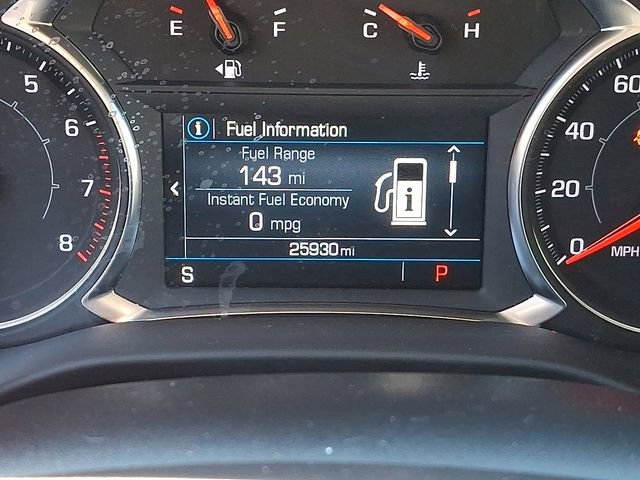 E F C H
5
6
7
8
i Fuel Information
Fuel Range
143 mi
i
Instant Fuel Economy
0 mpg
25930 mi
S P
60
40
20
0
MPH